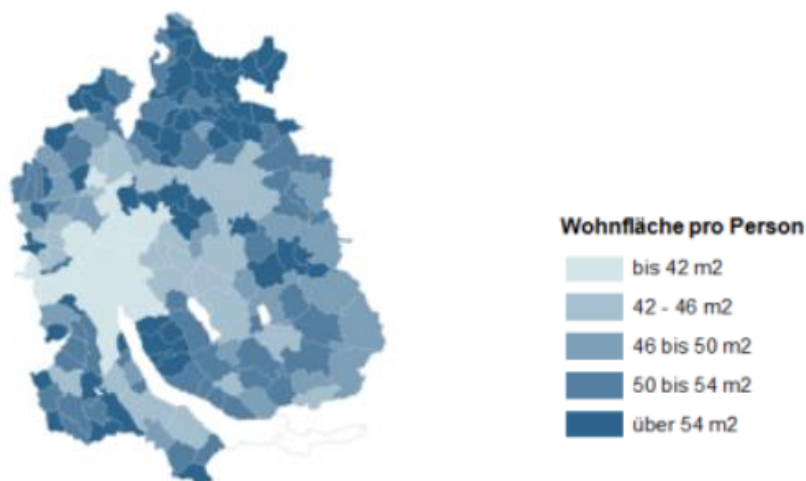 Wohnfläche pro Person
bis 42 m2
42 - 46 m2
46 bis 50 m2
50 bis 54 m2
über 54 m2